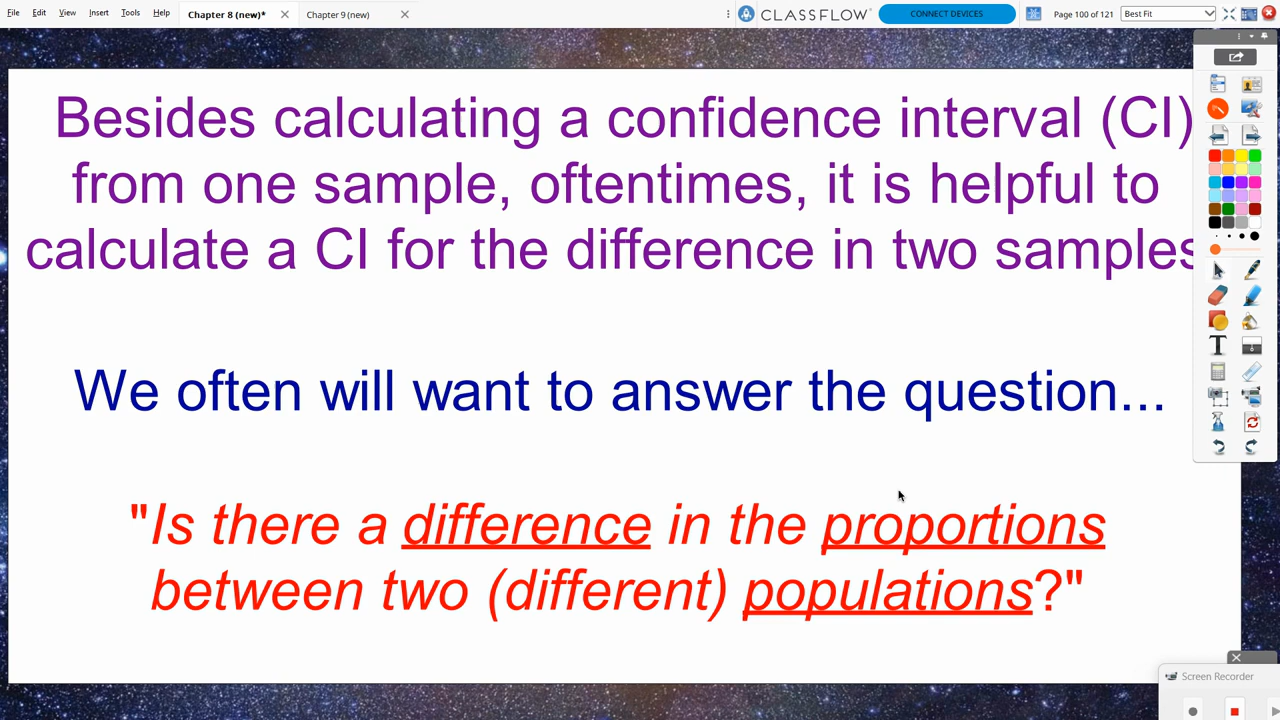 File Edit View Insert Tools Help Chapter 8 (new)* Chapter 9 (new) CLASSFLOW CONNECT DEVICES Page 100 of 121 Best Fit
Besides calculating a confidence interval (CI)
from one sample, oftentimes, it is helpful to
calculate a CI for the difference in two samples
We often will want to answer the question...
"Is there a difference in the proportions
between two (different) populations?"
Screen Recorder